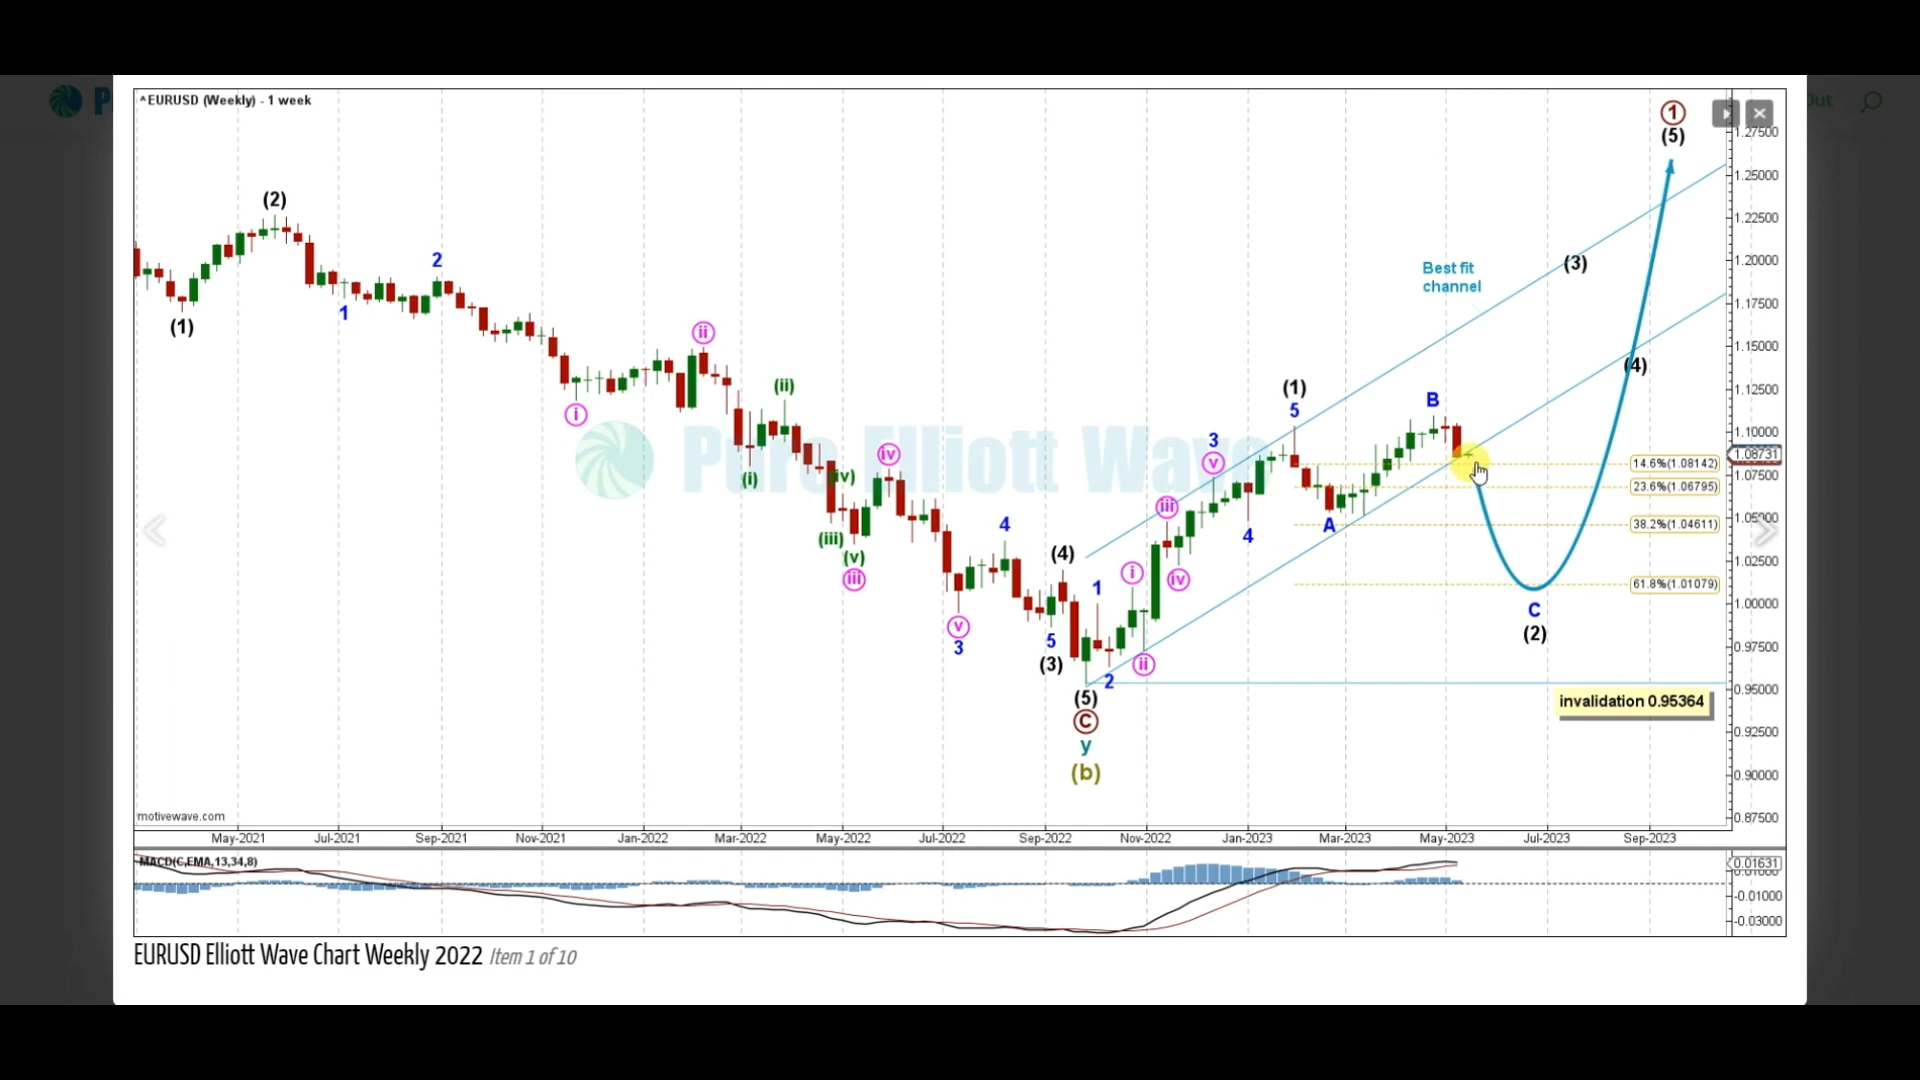 ^EURUSD (Weekly) - 1 week
P
Out
Pure Elliott Wave
1
(5)
(2)
(1)
2
1
ii
i
(ii)
(i)
(iv)
(iii)
(v)
iii
iv
v
3
4
5
(3)
(4)
(5)
C
y
(b)
1
2
i
ii
iii
iv
3
v
4
(1)
5
A
B
Best fit
channel
(3)
(4)
C
(2)
14.6%(1.08142)
23.6%(1.06795)
38.2%(1.04611)
61.8%(1.01079)
invalidation 0.95364
1.27500
1.25000
1.22500
1.20000
1.17500
1.15000
1.12500
1.10000
1.08731
1.07500
1.05000
1.02500
1.00000
0.97500
0.95000
0.92500
0.90000
0.87500
motivewave.com
May-2021 Jul-2021 Sep-2021 Nov-2021 Jan-2022 Mar-2022 May-2022 Jul-2022 Sep-2022 Nov-2022 Jan-2023 Mar-2023 May-2023 Jul-2023 Sep-2023
MACD(C,EMA,13,34,8)
0.01631
-0.01000
-0.03000
EURUSD Elliott Wave Chart Weekly 2022 Item 1 of 10